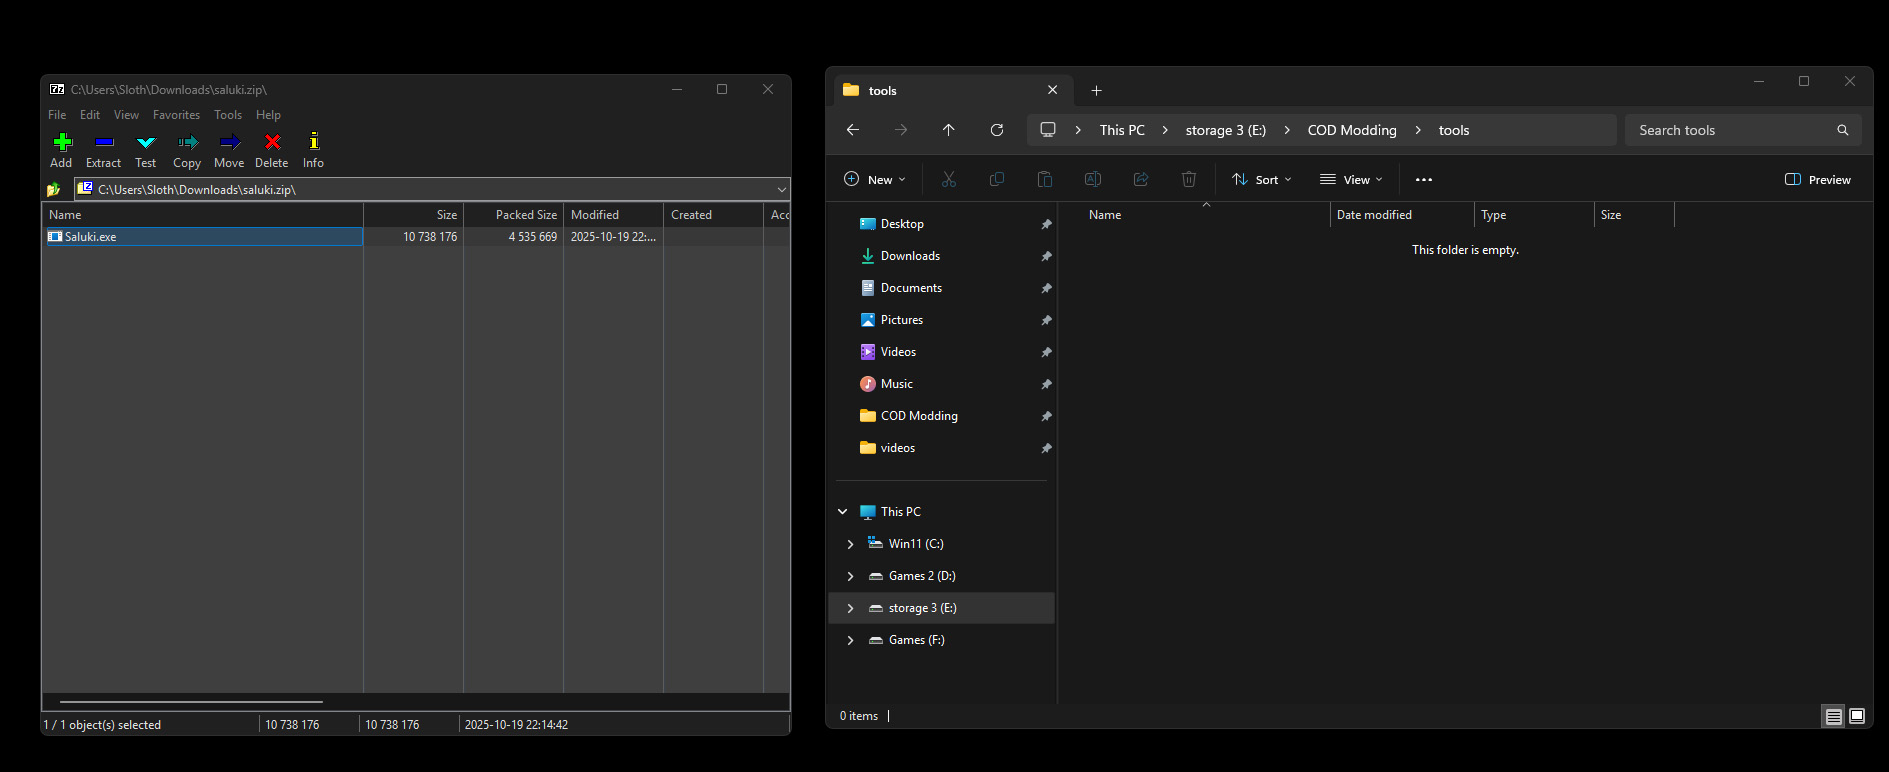 C:\Users\Sloth\Downloads\saluki.zip\
File Edit View Favorites Tools Help
Add Extract Test Copy Move Delete Info
C:\Users\Sloth\Downloads\saluki.zip\
Name Size Packed Size Modified Created Acc
Saluki.exe 10 738 176 4 535 669 2025-10-19 22:...
1 / 1 object(s) selected 10 738 176 10 738 176 2025-10-19 22:14:42
tools
This PC storage 3 (E:) COD Modding tools Search tools
New Sort View ... Preview
Name Date modified Type Size
This folder is empty.
Desktop
Downloads
Documents
Pictures
Videos
Music
COD Modding
videos
This PC
Win11 (C:)
Games 2 (D:)
storage 3 (E:)
Games (F:)
0 items